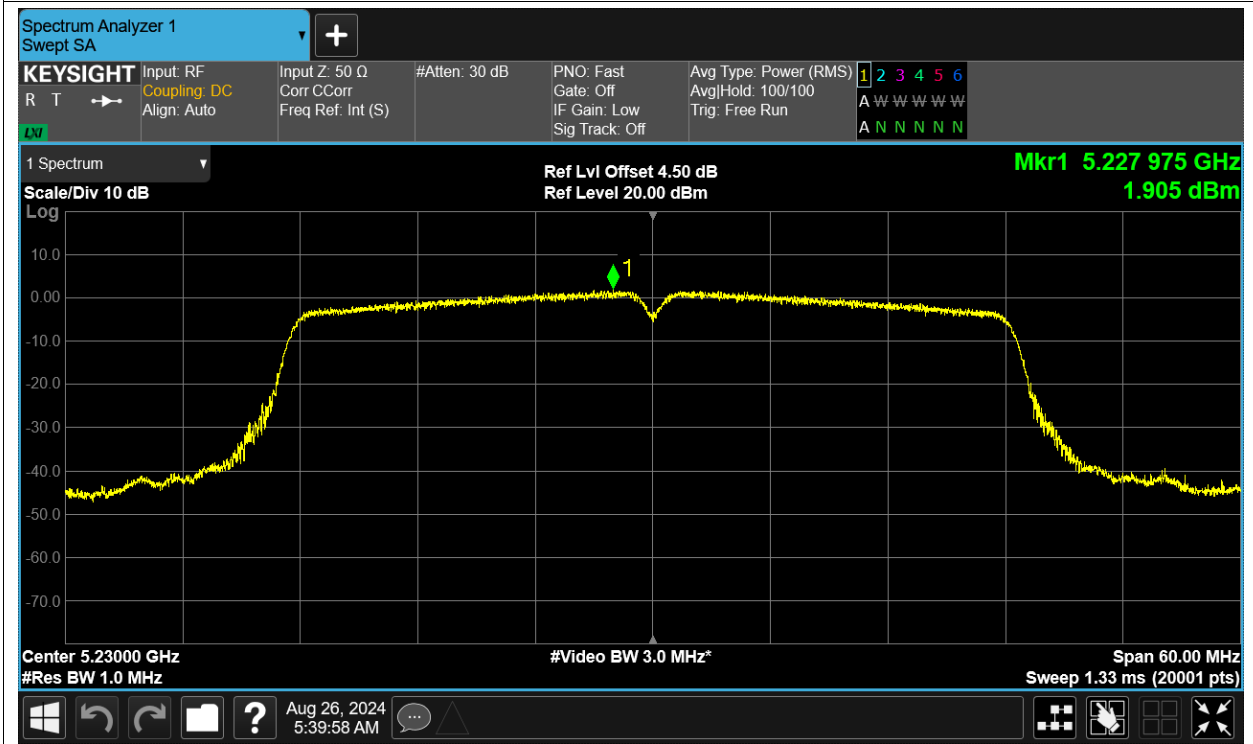 Spectrum Analyzer 1
Swept SA
+
KEYSIGHT
R T
LXI
Input: RF
Coupling: DC
Align: Auto
Input Z: 50 Ω
Corr CCorr
Freq Ref: Int (S)
#Atten: 30 dB
PNO: Fast
Gate: Off
IF Gain: Low
Sig Track: Off
Avg Type: Power (RMS)
Avg|Hold: 100/100
Trig: Free Run
1 2 3 4 5 6
A W W W W W
A N N N N N
1 Spectrum
Scale/Div 10 dB
Log
Ref Lvl Offset 4.50 dB
Ref Level 20.00 dBm
Mkr1 5.227 975 GHz
1.905 dBm
1
10.0
0.00
-10.0
-20.0
-30.0
-40.0
-50.0
-60.0
-70.0
Center 5.23000 GHz
#Res BW 1.0 MHz
#Video BW 3.0 MHz*
Span 60.00 MHz
Sweep 1.33 ms (20001 pts)
?
Aug 26, 2024
5:39:58 AM